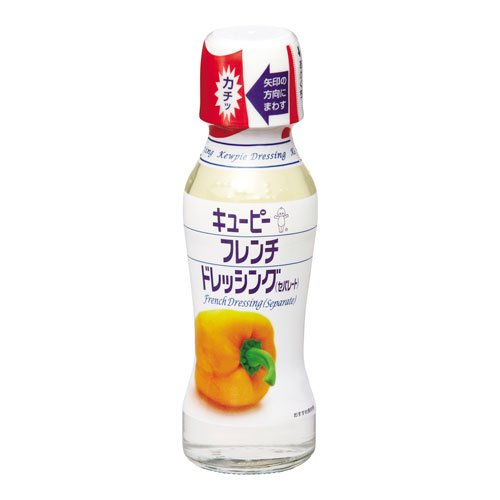 カチッ
矢印の
方向に
まわす
Kewpie Dressing
キューピー
フレンチ
ドレッシング(セパレート)
French Dressing (Separate)